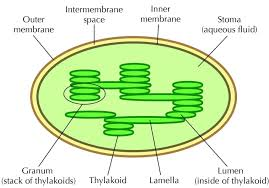 Intermembrane
space
Inner
membrane
Outer
membrane
Stoma
(aqueous fluid)
Granum
(stack of thylakoids)
Thylakoid
Lamella
Lumen
(inside of thylakoid)